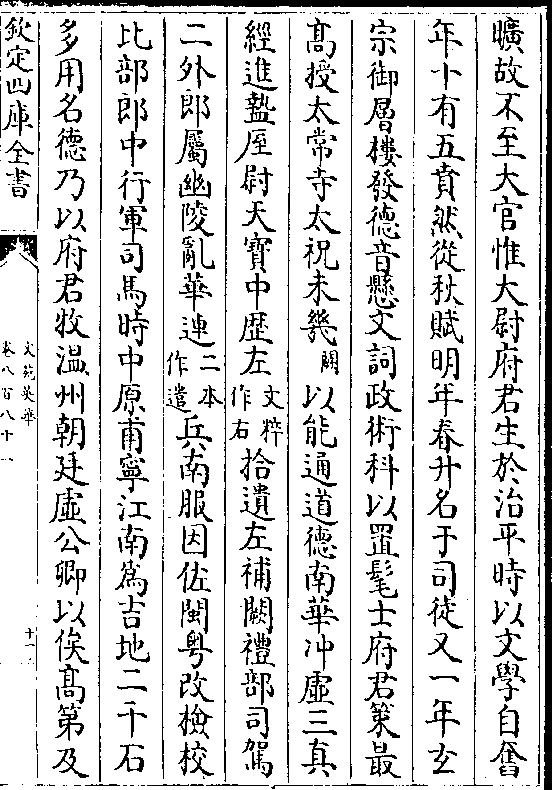 曠故不至大官惟大尉府君生於治平時以文學自奮
年十有五賁然從秋賦明年春升名于司徒又一年玄
宗御層樓發德音懸文詞政術科以置髦士府君策最
髙授太常寺太祝未幾闕以能通道德南華冲虛三真
經進盩厔尉天寳中歴左文粹作右拾遺左補闕禮部司駕
二外郎屬幽陵亂華連二本作遣兵南服因佐閩粤改檢校
比部郎中行軍司馬時中原甫寧江南爲吉地二千石
多用名德乃以府君牧溫州朝廷虛公卿以俟髙第及
欽定四庫全書
文苑英華
卷八百八十一
十一